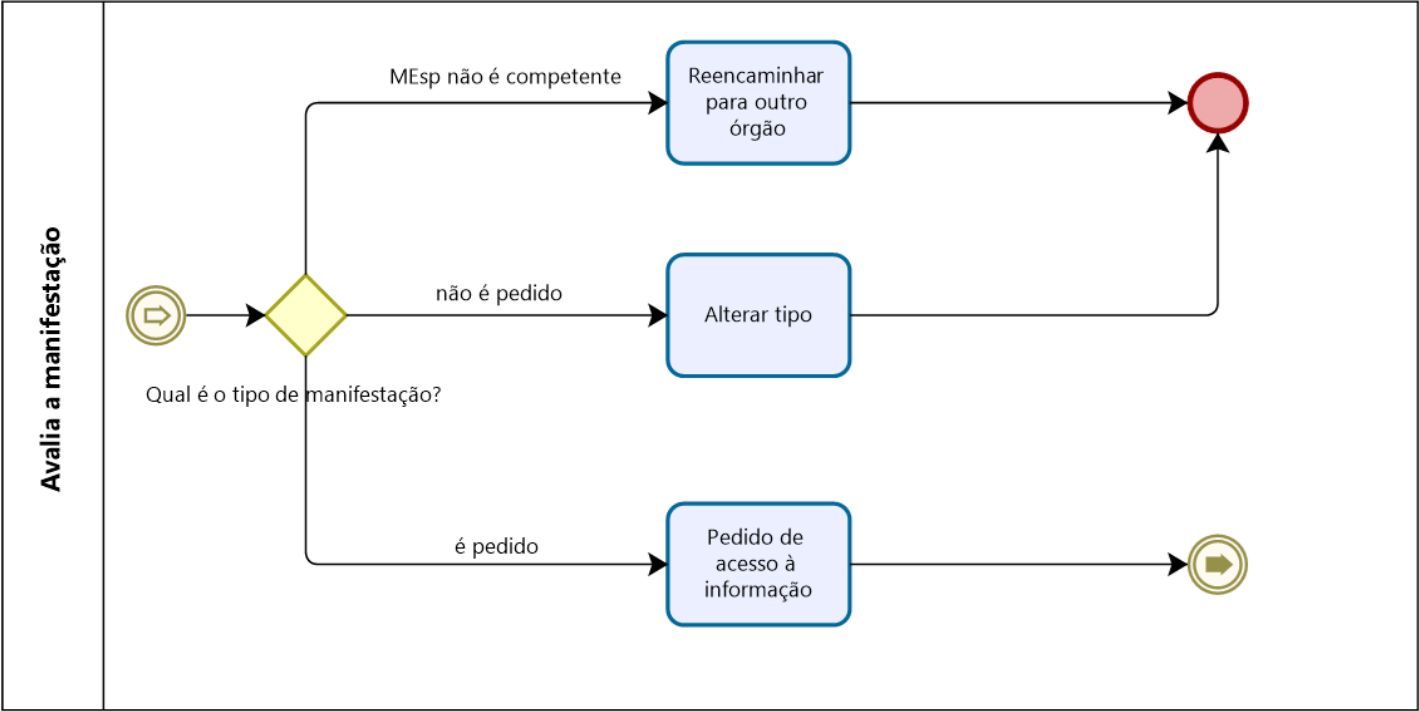 Avalia a manifestação
MEsp não é competente
Reencaminhar
para outro
órgão
não é pedido
Alterar tipo
Qual é o tipo de manifestação?
é pedido
Pedido de
acesso à
informação